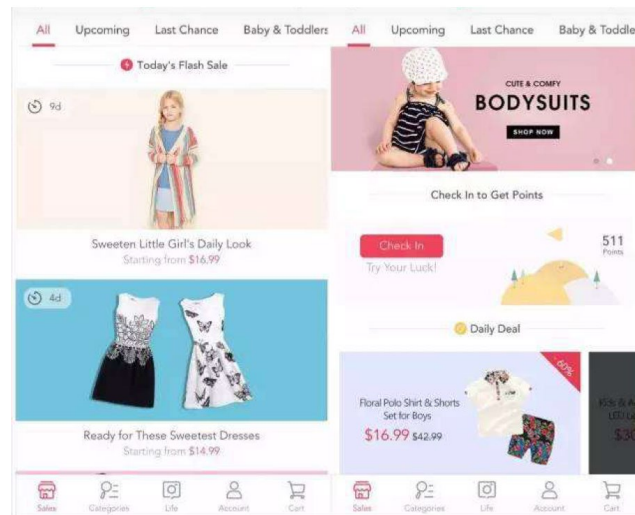 All Upcoming Last Chance Baby & Toddlers
Today's Flash Sale
9d
Sweeten Little Girl's Daily Look
Starting from $16.99
4d
Ready for These Sweetest Dresses
Starting from $14.99
Sales Categories Life Account Cart
All Upcoming Last Chance Baby & Toddle
CUTE & COMFY
BODYSUITS
SHOP NOW
Check In to Get Points
Check In
Try Your Luck!
511
Points
Daily Deal
-60%
Floral Polo Shirt & Shorts
Set for Boys
$16.99 $42.99
Kids & A
$30
Sales Categories Life Account Cart